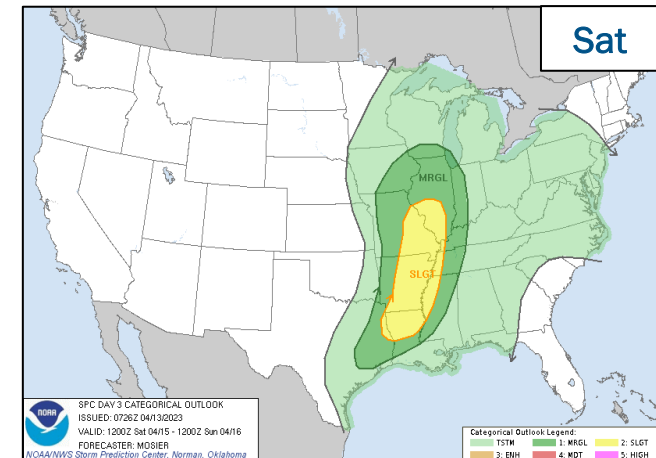 Sat
MRGL
SLGT
NOAA
SPC DAY 3 CATEGORICAL OUTLOOK
ISSUED: 0726Z 04/13/2023
VALID: 1200Z Sat 04/15 - 1200Z Sun 04/16
FORECASTER: MOSIER
NOAA/NWS Storm Prediction Center, Norman, Oklahoma
Categorical Outlook Legend:
TSTM 1: MRGL 2: SLGT
3: ENH 4: MDT 5: HIGH